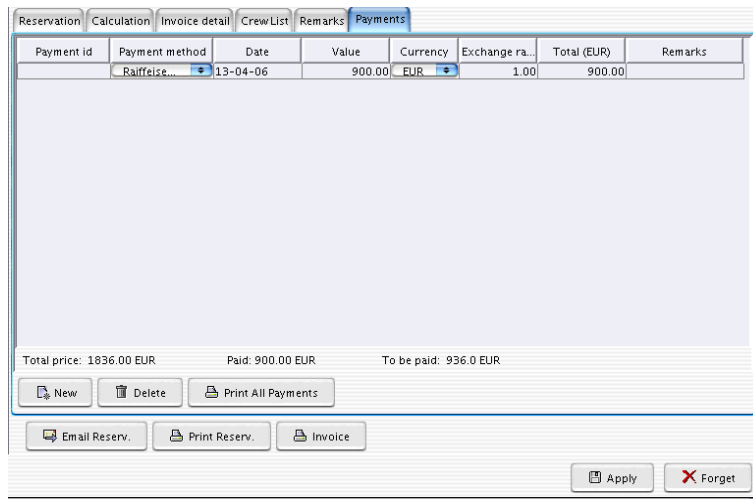 Reservation Calculation Invoice detail Crew List Remarks Payments
Payment id Payment method Date Value Currency Exchange ra... Total (EUR) Remarks
Raiffeise... 13-04-06 900.00 EUR 1.00 900.00
Total price: 1836.00 EUR Paid: 900.00 EUR To be paid: 936.0 EUR
New Delete Print All Payments
Email Reserv. Print Reserv. Invoice
Apply Forget